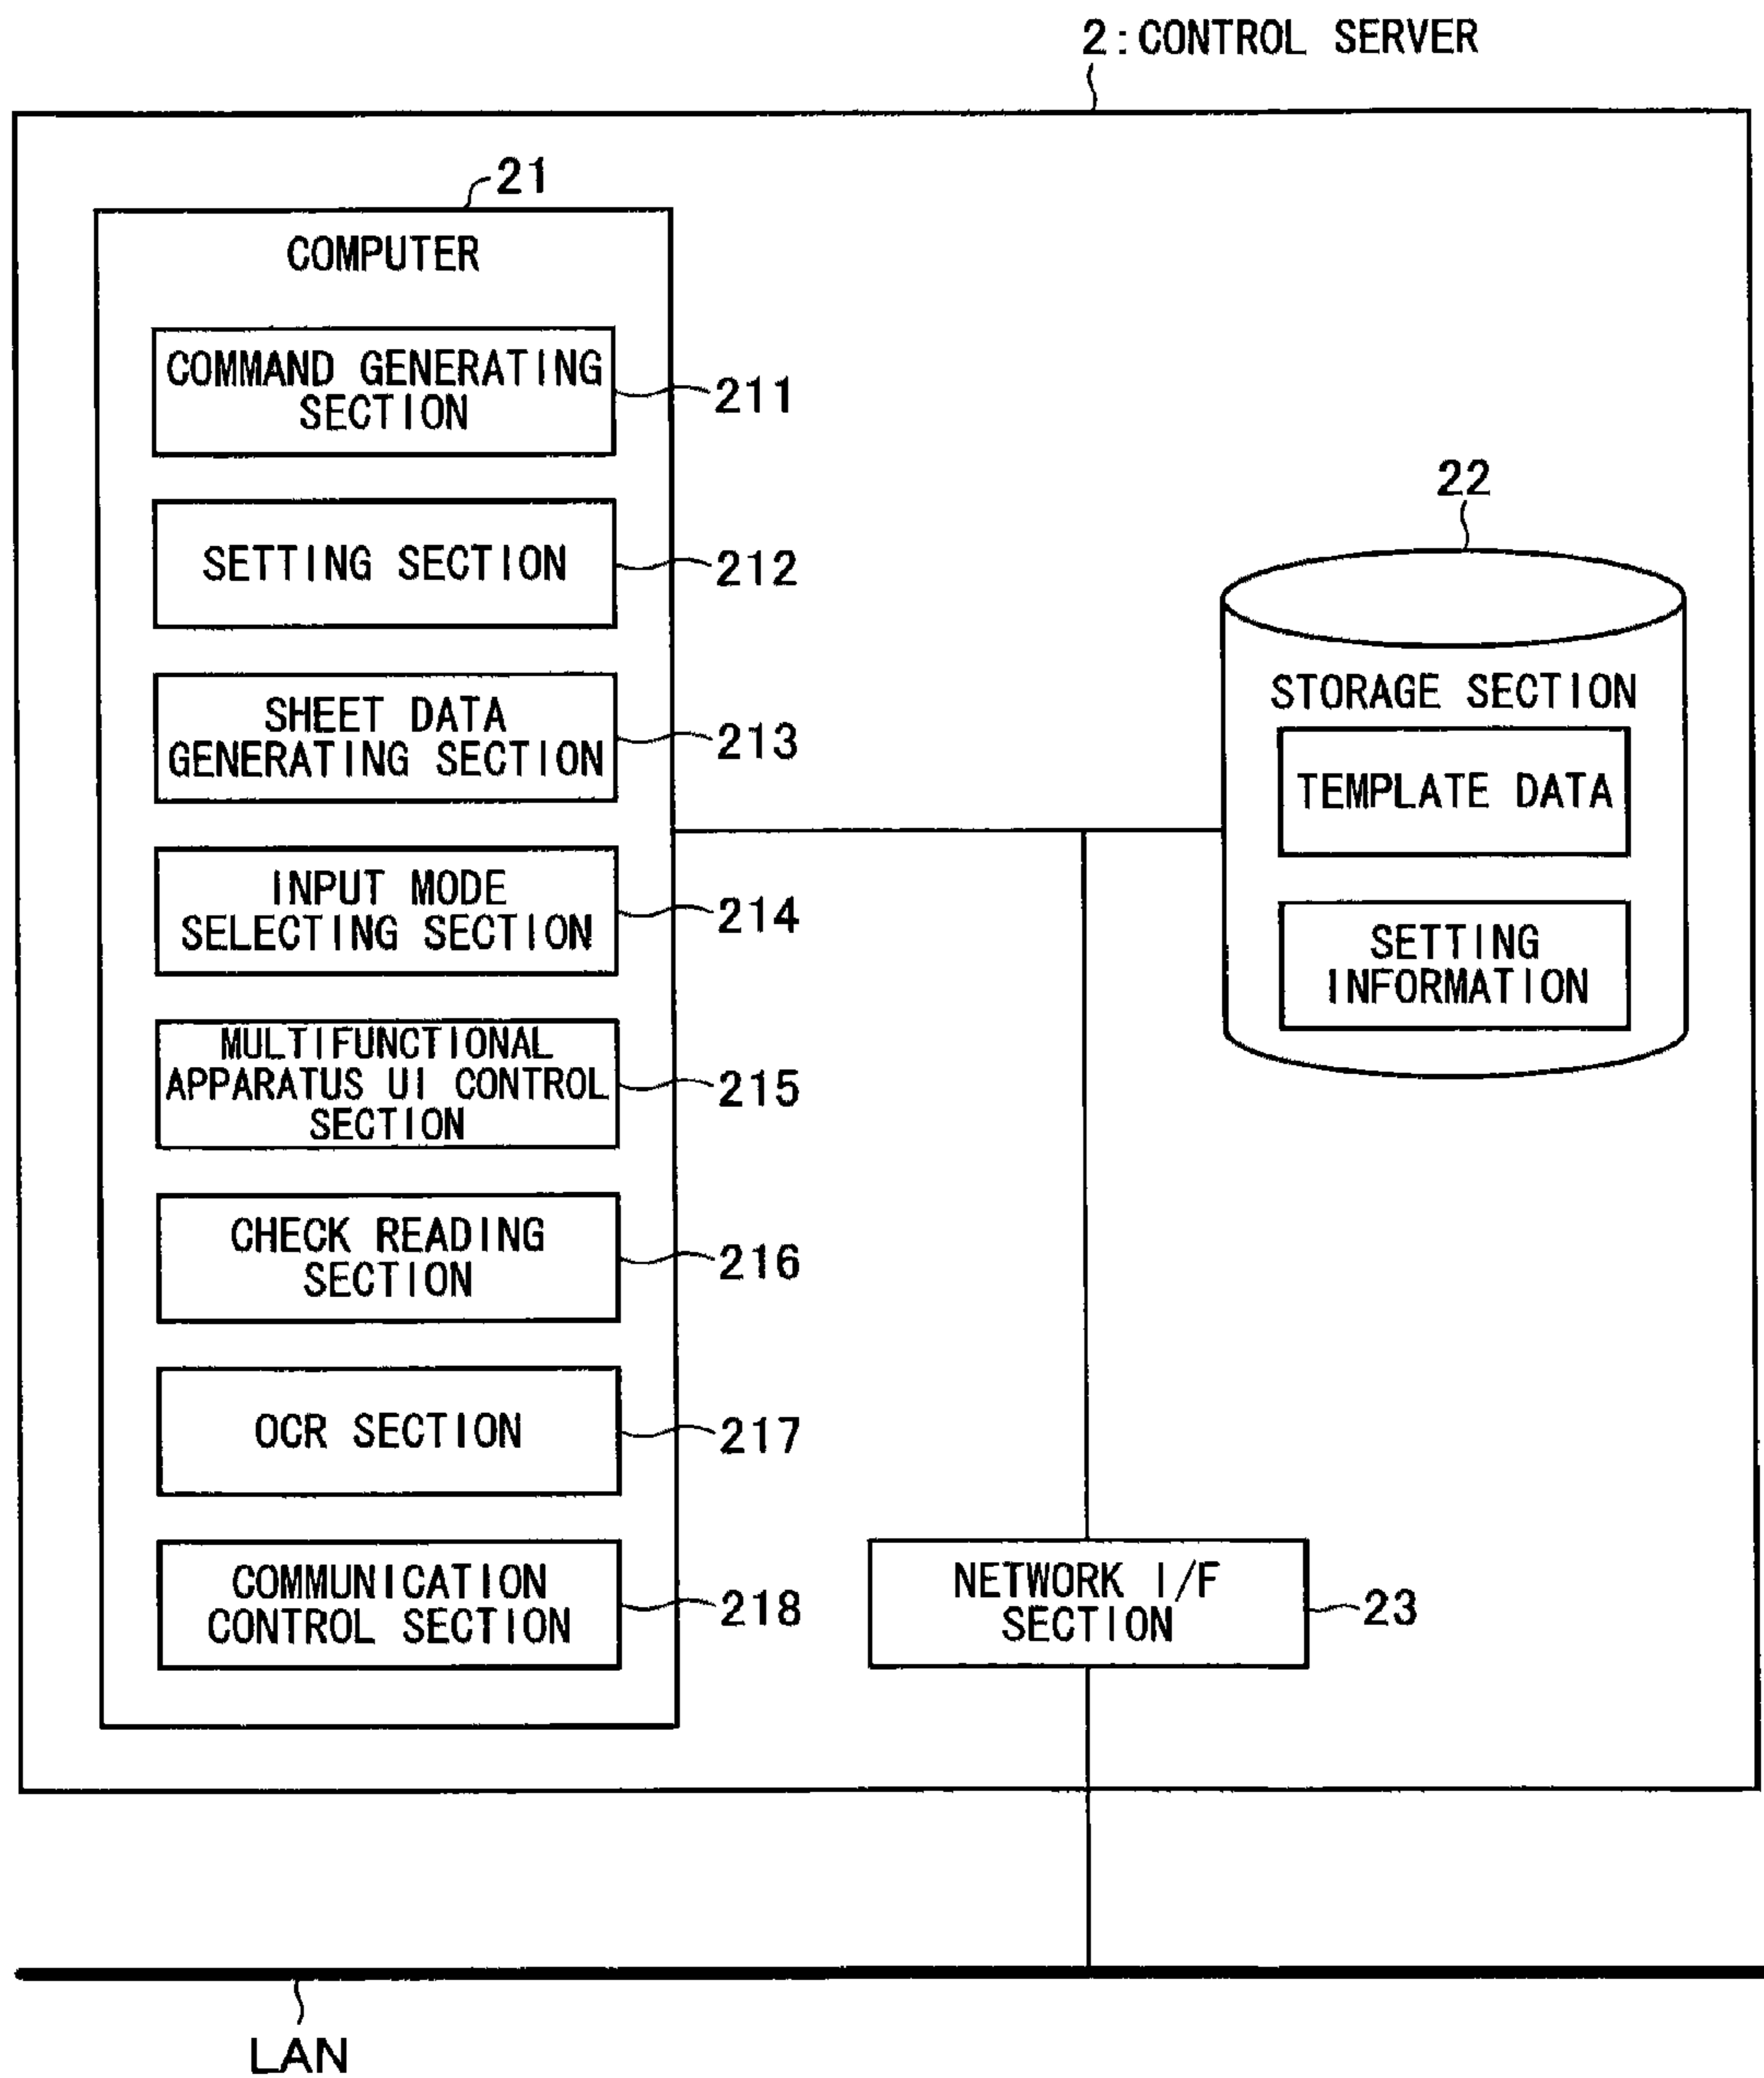 2:CONTROL SERVER
21
COMPUTER
COMMAND GENERATING
SECTION
211
SETTING SECTION
212
SHEET DATA
GENERATING SECTION
213
INPUT MODE
SELECTING SECTION
214
MULTIFUNCTIONAL
APPARATUS UI CONTROL
SECTION
215
CHECK READING
SECTION
216
OCR SECTION
217
COMMUNICATION
CONTROL SECTION
218
22
STORAGE SECTION
TEMPLATE DATA
SETTING
INFORMATION
NETWORK I/F
SECTION
23
LAN